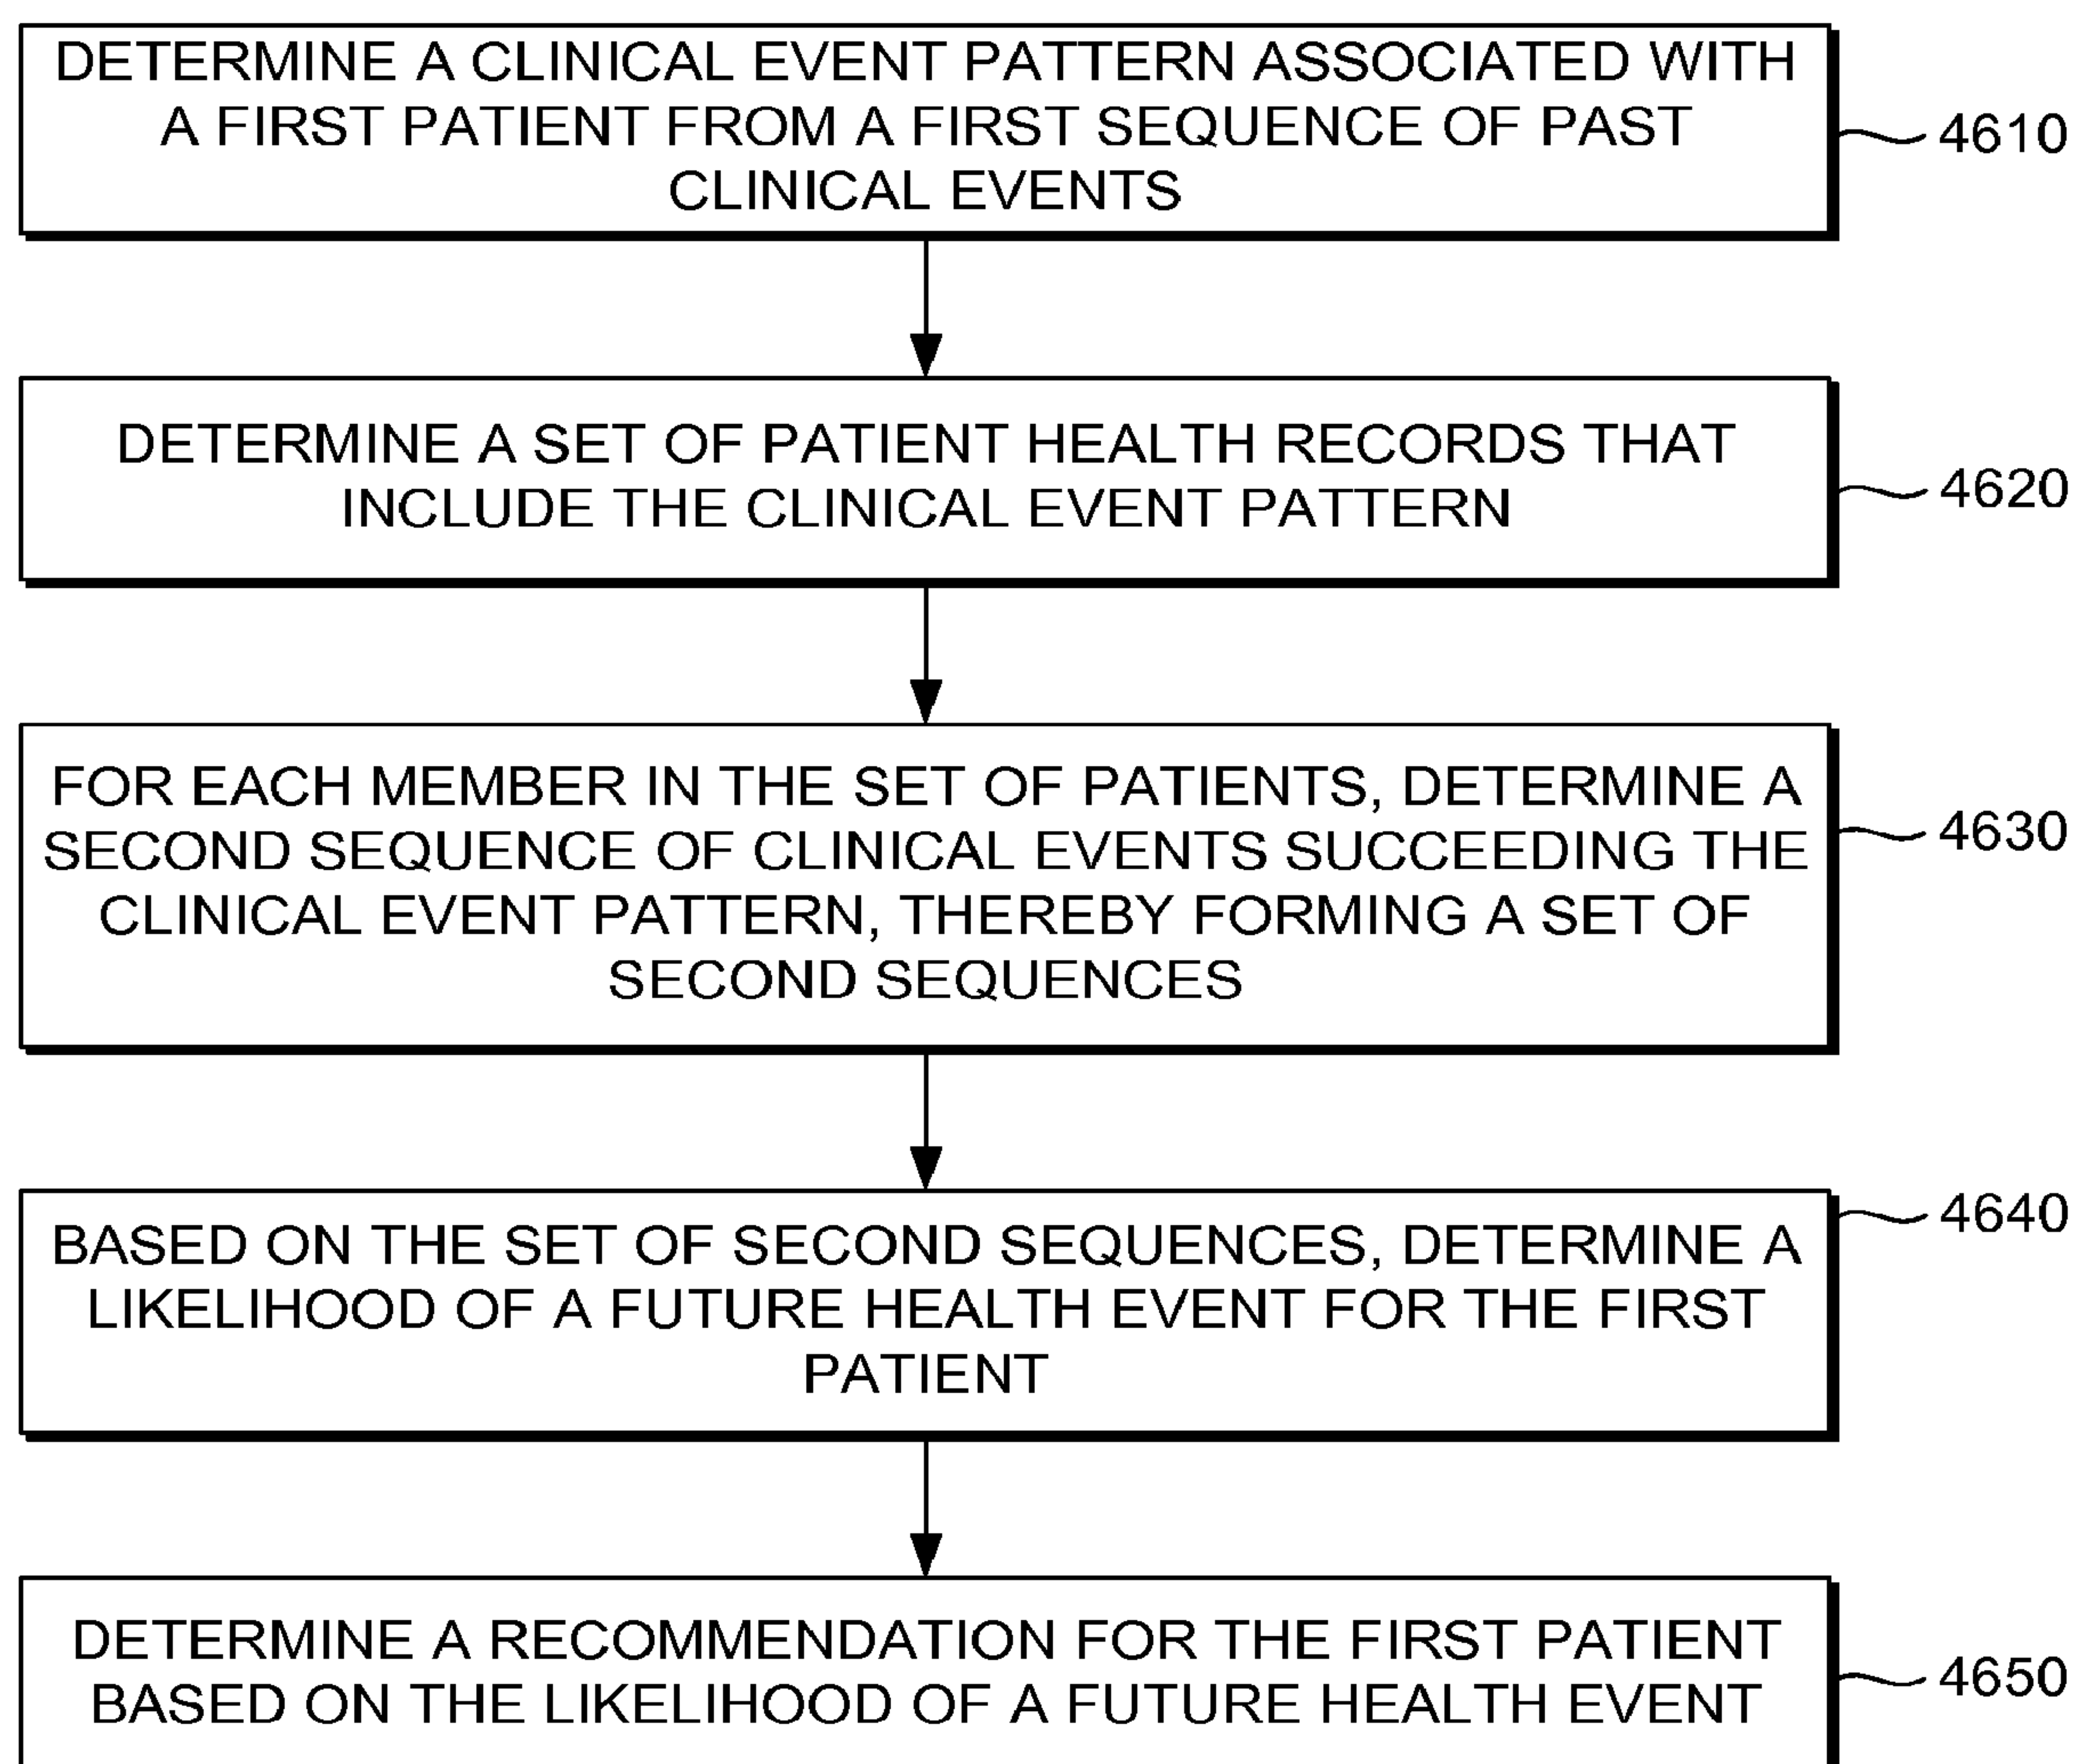 DETERMINE A CLINICAL EVENT PATTERN ASSOCIATED WITH
A FIRST PATIENT FROM A FIRST SEQUENCE OF PAST
CLINICAL EVENTS
4610
DETERMINE A SET OF PATIENT HEALTH RECORDS THAT
INCLUDE THE CLINICAL EVENT PATTERN
4620
FOR EACH MEMBER IN THE SET OF PATIENTS, DETERMINE A
SECOND SEQUENCE OF CLINICAL EVENTS SUCCEEDING THE
CLINICAL EVENT PATTERN, THEREBY FORMING A SET OF
SECOND SEQUENCES
4630
BASED ON THE SET OF SECOND SEQUENCES, DETERMINE A
LIKELIHOOD OF A FUTURE HEALTH EVENT FOR THE FIRST
PATIENT
4640
DETERMINE A RECOMMENDATION FOR THE FIRST PATIENT
BASED ON THE LIKELIHOOD OF A FUTURE HEALTH EVENT
4650